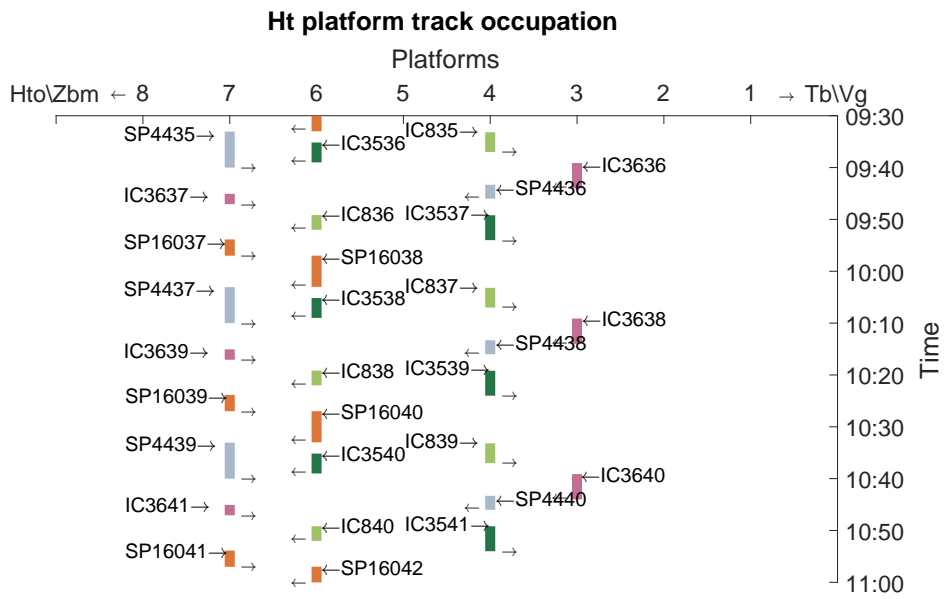 Ht platform track occupation
Platforms
Hto\Zbm ← 8 7 6 5 4 3 2 1 → Tb\Vg
09:30
SP4435→ ←IC3536 IC835→
←IC3636
09:40
IC3637→ ←SP4436
←IC836 IC3537→ 09:50
SP16037→ ←SP16038
10:00
SP4437→ ←IC3538 IC837→
←IC3638 10:10
IC3639→ ←SP4438
←IC838 IC3539→ 10:20
SP16039→ ←SP16040
10:30
SP4439→ ←IC3540 IC839→
←IC3640 10:40
IC3641→ ←SP4440
←IC840 IC3541→ 10:50
SP16041→ ←SP16042
11:00
Time